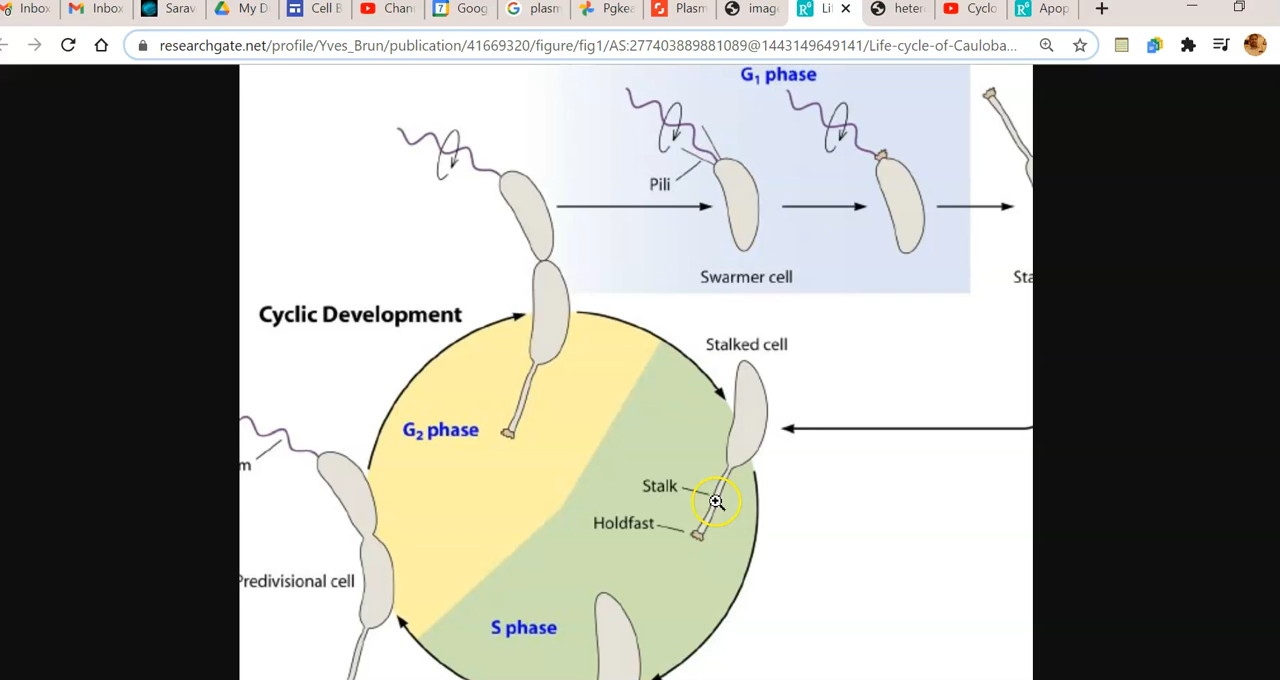 Inbox
Inbox
Sarav
My D
Cell B
Chan
Goog
plasm
Pgkea
Plasm
imag
Li
heter
Cyclo
Apop
researchgate.net/profile/Yves_Brun/publication/41669320/figure/fig1/AS:277403889881089@1443149649141/Life-cycle-of-Cauloba...
G₁ phase
Pili
Swarmer cell
Sta
Cyclic Development
Stalked cell
G₂ phase
Stalk
m
Holdfast
Predivisional cell
S phase